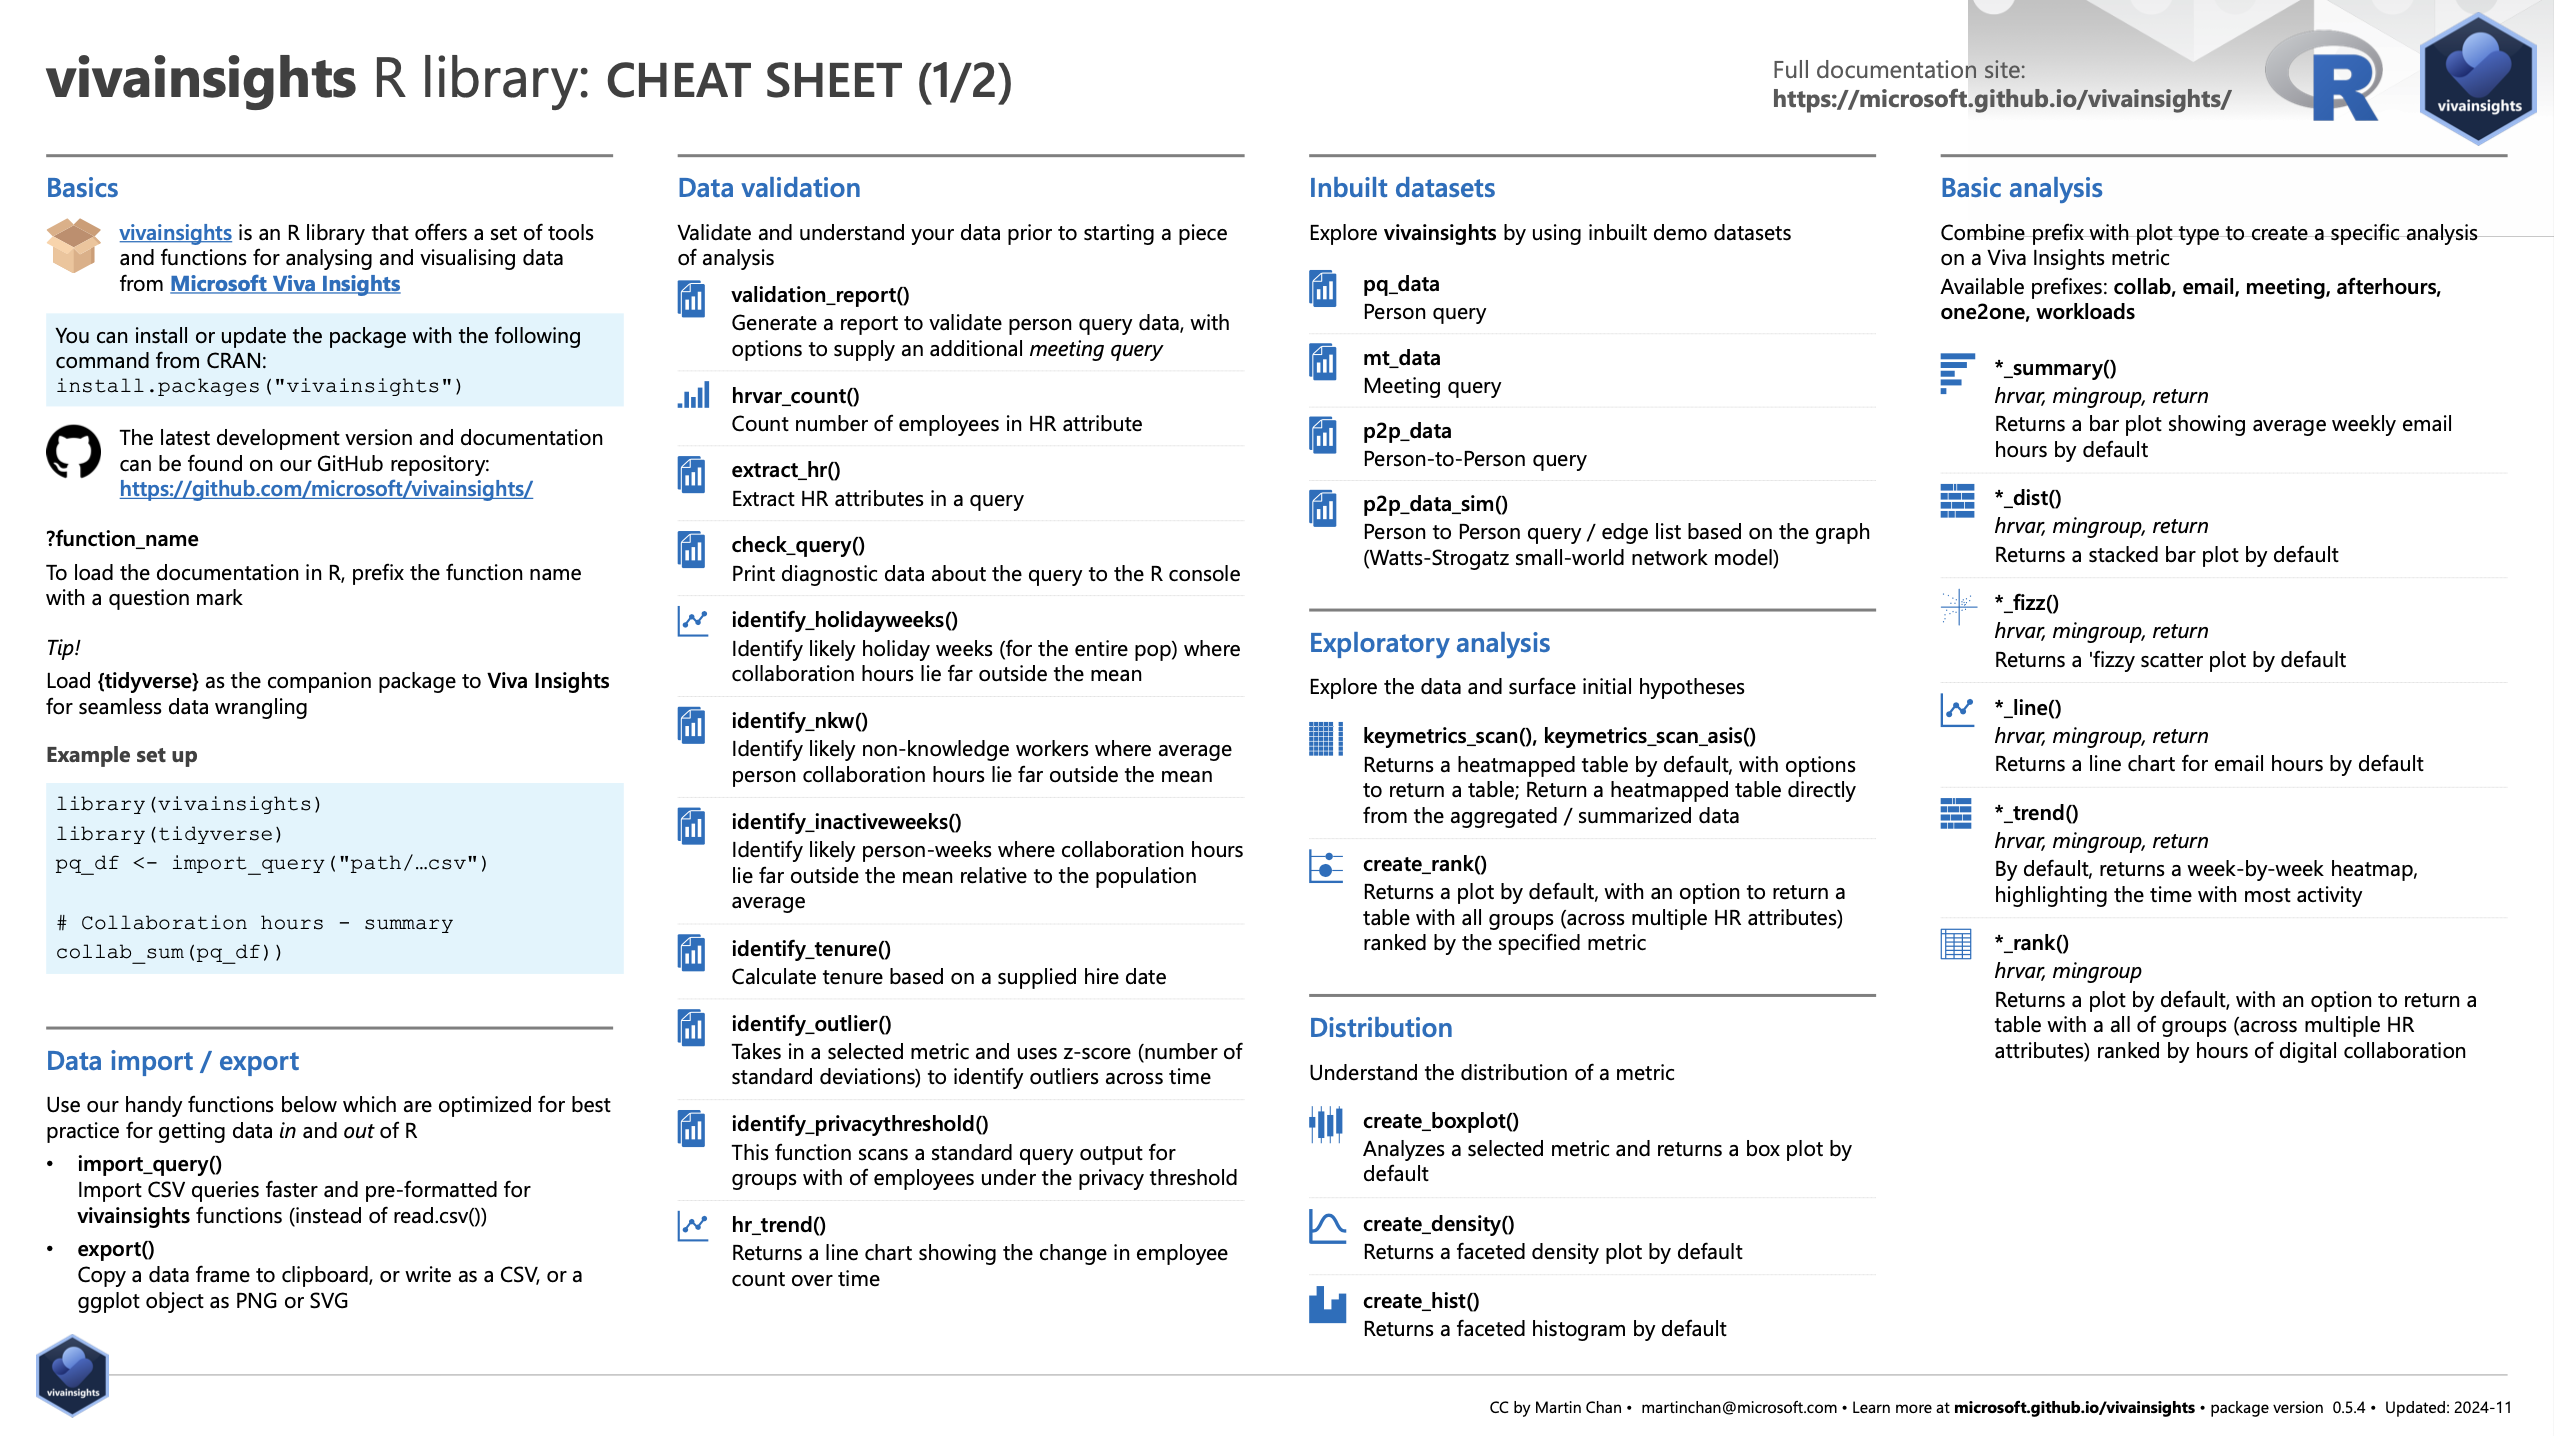 vivainsights R library: CHEAT SHEET (1/2)
Full documentation site:
https://microsoft.github.io/vivainsights/
vivainsights
Basics
vivainsights is an R library that offers a set of tools
and functions for analysing and visualising data
from Microsoft Viva Insights
You can install or update the package with the following
command from CRAN:
install.packages("vivainsights")
The latest development version and documentation
can be found on our GitHub repository:
https://github.com/microsoft/vivainsights/
?function_name
To load the documentation in R, prefix the function name
with a question mark
Tip!
Load {tidyverse} as the companion package to Viva Insights
for seamless data wrangling
Example set up
library(vivainsights)
library(tidyverse)
pq_df <- import_query("path/…csv")
# Collaboration hours - summary
collab_sum(pq_df))
Data import / export
Use our handy functions below which are optimized for best
practice for getting data in and out of R
• import_query()
Import CSV queries faster and pre-formatted for
vivainsights functions (instead of read.csv())
• export()
Copy a data frame to clipboard, or write as a CSV, or a
ggplot object as PNG or SVG
Data validation
Validate and understand your data prior to starting a piece
of analysis
validation_report()
Generate a report to validate person query data, with
options to supply an additional meeting query
hrvar_count()
Count number of employees in HR attribute
extract_hr()
Extract HR attributes in a query
check_query()
Print diagnostic data about the query to the R console
identify_holidayweeks()
Identify likely holiday weeks (for the entire pop) where
collaboration hours lie far outside the mean
identify_nkw()
Identify likely non-knowledge workers where average
person collaboration hours lie far outside the mean
identify_inactiveweeks()
Identify likely person-weeks where collaboration hours
lie far outside the mean relative to the population
average
identify_tenure()
Calculate tenure based on a supplied hire date
identify_outlier()
Takes in a selected metric and uses z-score (number of
standard deviations) to identify outliers across time
identify_privacythreshold()
This function scans a standard query output for
groups with of employees under the privacy threshold
hr_trend()
Returns a line chart showing the change in employee
count over time
Inbuilt datasets
Explore vivainsights by using inbuilt demo datasets
pq_data
Person query
mt_data
Meeting query
p2p_data
Person-to-Person query
p2p_data_sim()
Person to Person query / edge list based on the graph
(Watts-Strogatz small-world network model)
Exploratory analysis
Explore the data and surface initial hypotheses
keymetrics_scan(), keymetrics_scan_asis()
Returns a heatmapped table by default, with options
to return a table; Return a heatmapped table directly
from the aggregated / summarized data
create_rank()
Returns a plot by default, with an option to return a
table with all groups (across multiple HR attributes)
ranked by the specified metric
Distribution
Understand the distribution of a metric
create_boxplot()
Analyzes a selected metric and returns a box plot by
default
create_density()
Returns a faceted density plot by default
create_hist()
Returns a faceted histogram by default
Basic analysis
Combine prefix with plot type to create a specific analysis
on a Viva Insights metric
Available prefixes: collab, email, meeting, afterhours,
one2one, workloads
*_summary()
hrvar, mingroup, return
Returns a bar plot showing average weekly email
hours by default
*_dist()
hrvar, mingroup, return
Returns a stacked bar plot by default
*_fizz()
hrvar, mingroup, return
Returns a 'fizzy scatter plot by default
*_line()
hrvar, mingroup, return
Returns a line chart for email hours by default
*_trend()
hrvar, mingroup, return
By default, returns a week-by-week heatmap,
highlighting the time with most activity
*_rank()
hrvar, mingroup
Returns a plot by default, with an option to return a
table with a all of groups (across multiple HR
attributes) ranked by hours of digital collaboration
vivainsights
CC by Martin Chan • martinchan@microsoft.com • Learn more at microsoft.github.io/vivainsights • package version 0.5.4 • Updated: 2024-11